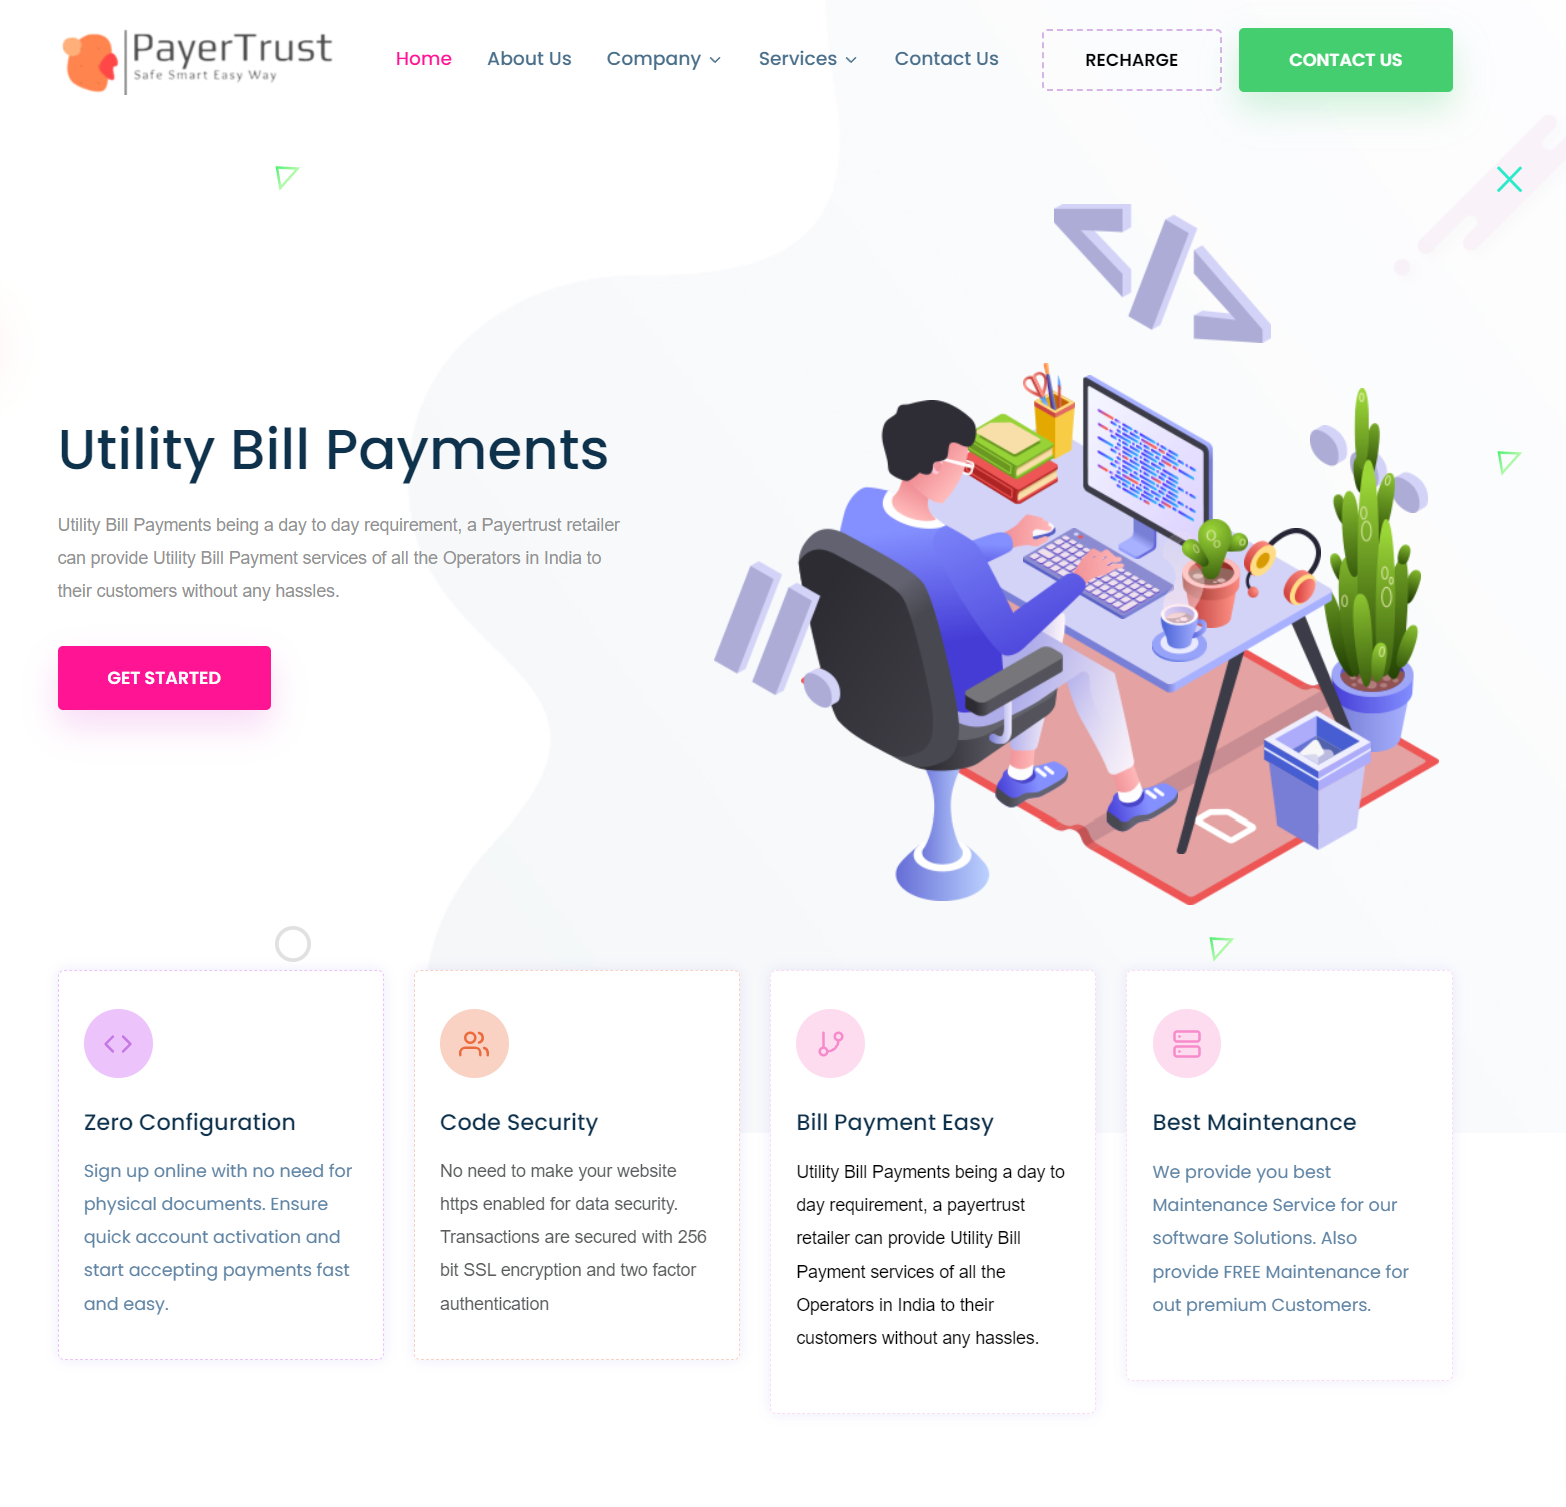 PayerTrust
Safe Smart Easy Way
Home
About Us
Company
Services
Contact Us
RECHARGE
CONTACT US
Utility Bill Payments
Utility Bill Payments being a day to day requirement, a Payertrust retailer
can provide Utility Bill Payment services of all the Operators in India to
their customers without any hassles.
GET STARTED
Zero Configuration
Sign up online with no need for
physical documents. Ensure
quick account activation and
start accepting payments fast
and easy.
Code Security
No need to make your website
https enabled for data security.
Transactions are secured with 256
bit SSL encryption and two factor
authentication
Bill Payment Easy
Utility Bill Payments being a day to
day requirement, a payertrust
retailer can provide Utility Bill
Payment services of all the
Operators in India to their
customers without any hassles.
Best Maintenance
We provide you best
Maintenance Service for our
software Solutions. Also
provide FREE Maintenance for
out premium Customers.